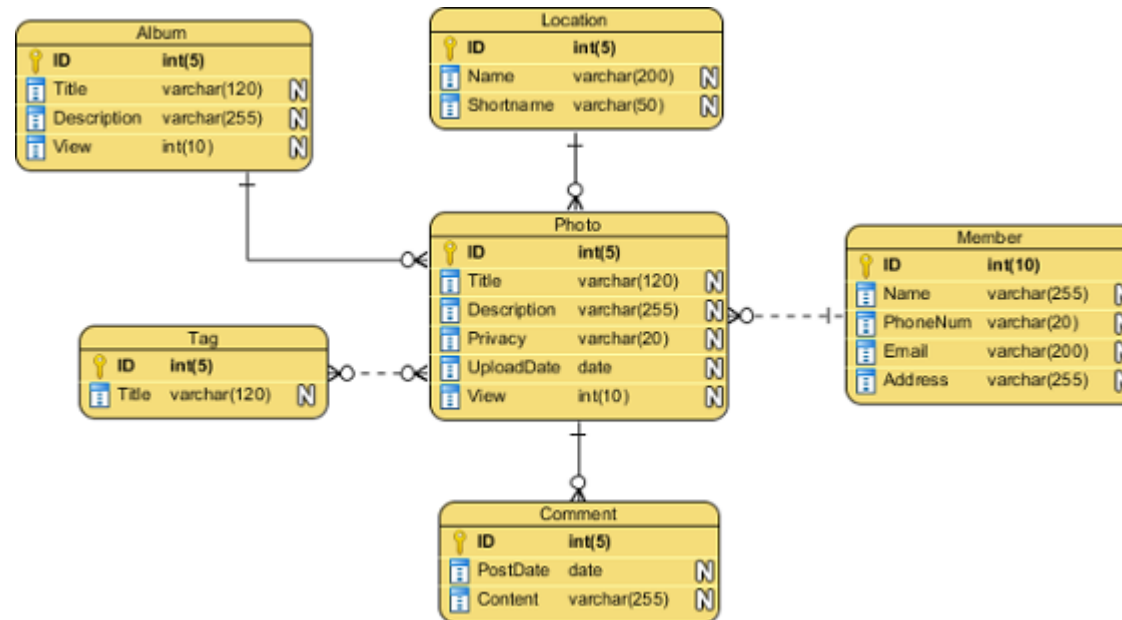 Album
ID int(5)
Title varchar(120) N
Description varchar(255) N
View int(10) N
Location
ID int(5)
Name varchar(200) N
Shortname varchar(50) N
Photo
ID int(5)
Title varchar(120) N
Description varchar(255) N
Privacy varchar(20) N
UploadDate date N
View int(10) N
Member
ID int(10)
Name varchar(255) N
PhoneNum varchar(20) N
Email varchar(200) N
Address varchar(255) N
Tag
ID int(5)
Title varchar(120) N
Comment
ID int(5)
PostDate date N
Content varchar(255) N